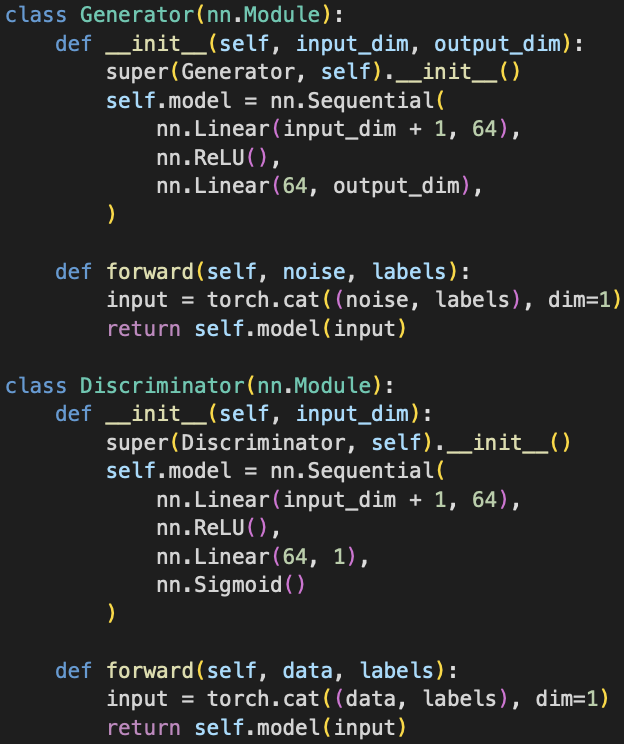 class Generator(nn.Module):
    def __init__(self, input_dim, output_dim):
        super(Generator, self).__init__()
        self.model = nn.Sequential(
            nn.Linear(input_dim + 1, 64),
            nn.ReLU(),
            nn.Linear(64, output_dim),
        )

    def forward(self, noise, labels):
        input = torch.cat((noise, labels), dim=1)
        return self.model(input)

class Discriminator(nn.Module):
    def __init__(self, input_dim):
        super(Discriminator, self).__init__()
        self.model = nn.Sequential(
            nn.Linear(input_dim + 1, 64),
            nn.ReLU(),
            nn.Linear(64, 1),
            nn.Sigmoid()
        )

    def forward(self, data, labels):
        input = torch.cat((data, labels), dim=1)
        return self.model(input)